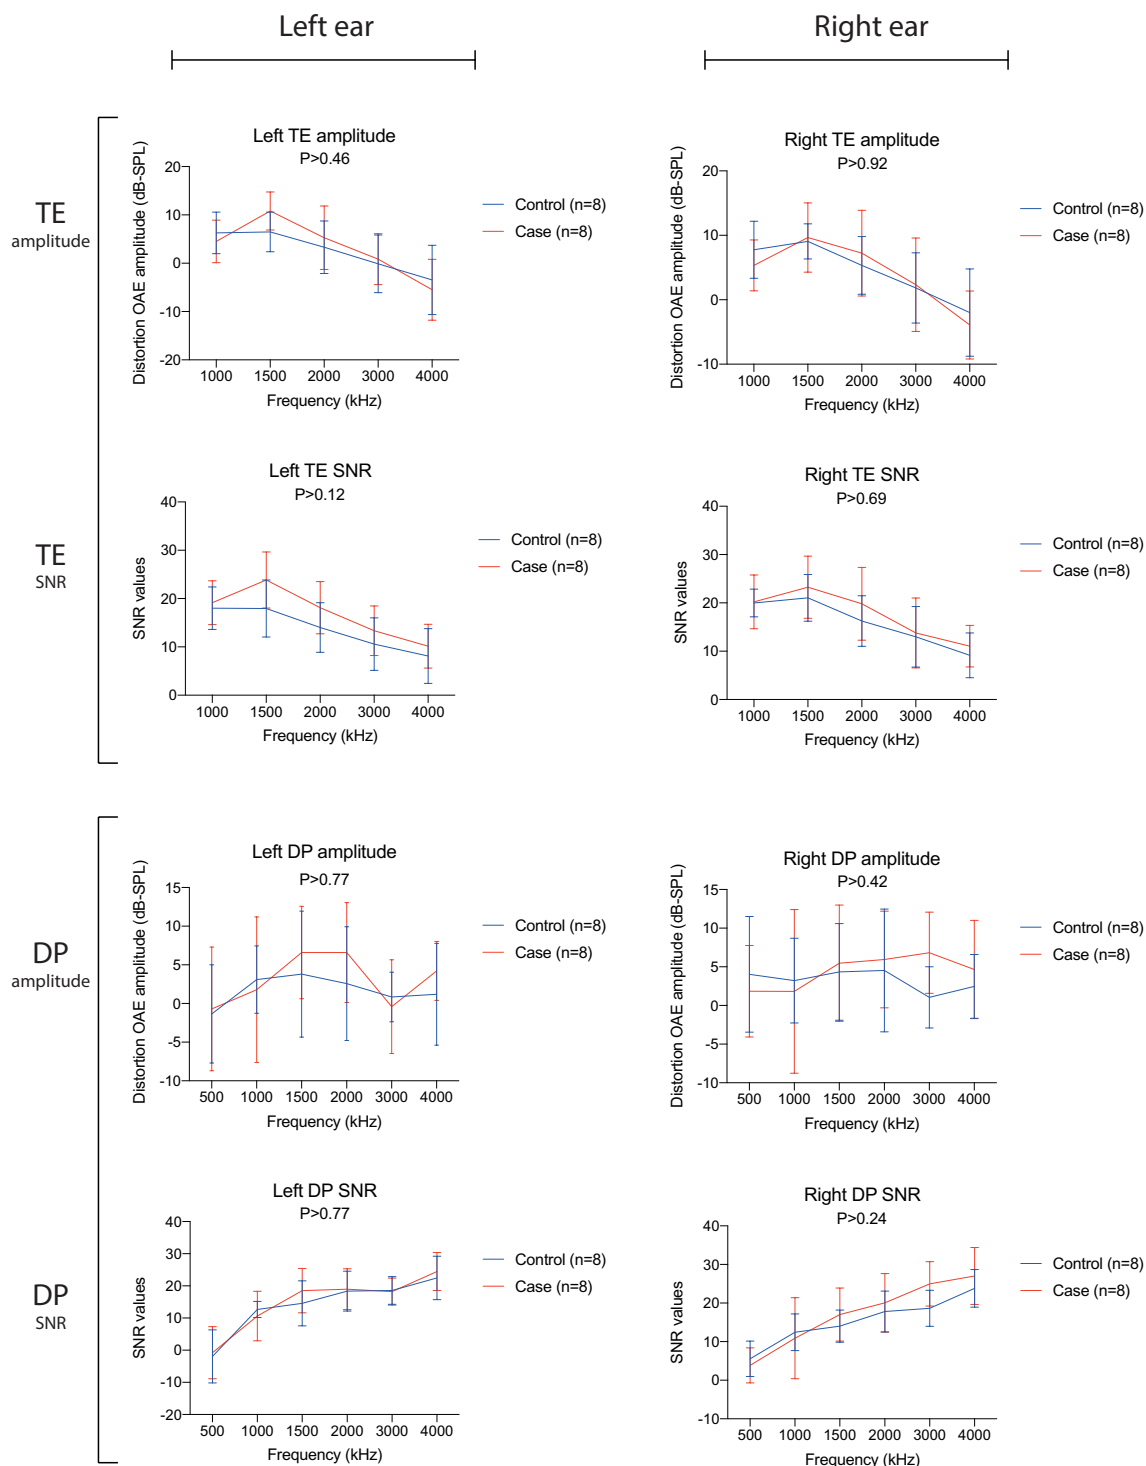 Left ear
Right ear
TE
amplitude
Left TE amplitude
P>0.46
Distortion OAE amplitude (dB-SPL)
20
10
0
-10
-20
1000 1500 2000 3000 4000
Frequency (kHz)
Control (n=8)
Case (n=8)
Right TE amplitude
P>0.92
Distortion OAE amplitude (dB-SPL)
20
10
0
-10
1000 1500 2000 3000 4000
Frequency (kHz)
Control (n=8)
Case (n=8)
TE
SNR
Left TE SNR
P>0.12
SNR values
40
30
20
10
0
1000 1500 2000 3000 4000
Frequency (kHz)
Control (n=8)
Case (n=8)
Right TE SNR
P>0.69
SNR values
40
30
20
10
0
1000 1500 2000 3000 4000
Frequency (kHz)
Control (n=8)
Case (n=8)
DP
amplitude
Left DP amplitude
P>0.77
Distortion OAE amplitude (dB-SPL)
15
10
5
0
-5
-10
500 1000 1500 2000 3000 4000
Frequency (kHz)
Control (n=8)
Case (n=8)
Right DP amplitude
P>0.42
Distortion OAE amplitude (dB-SPL)
15
10
5
0
-5
-10
500 1000 1500 2000 3000 4000
Frequency (kHz)
Control (n=8)
Case (n=8)
DP
SNR
Left DP SNR
P>0.77
SNR values
40
30
20
10
0
-10
-20
500 1000 1500 2000 3000 4000
Frequency (kHz)
Control (n=8)
Case (n=8)
Right DP SNR
P>0.24
SNR values
40
30
20
10
0
-10
500 1000 1500 2000 3000 4000
Frequency (kHz)
Control (n=8)
Case (n=8)